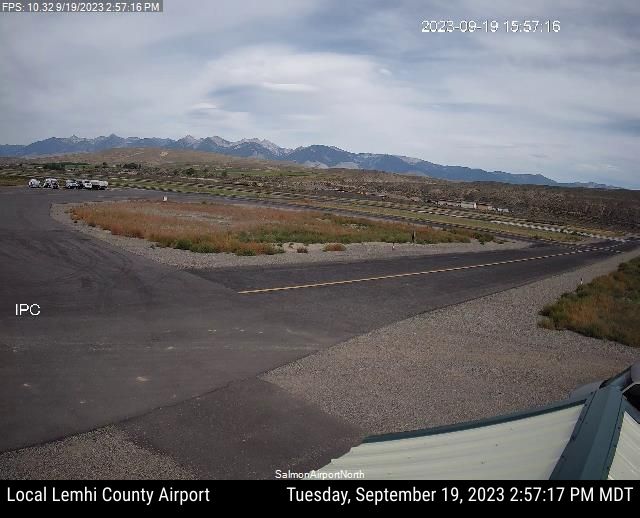 FPS: 10.32 9/19/2023 2:57:16 PM
2023-09-19 15:57:16
IPC
SalmonAirportNorth
Local Lemhi County Airport Tuesday, September 19, 2023 2:57:17 PM MDT